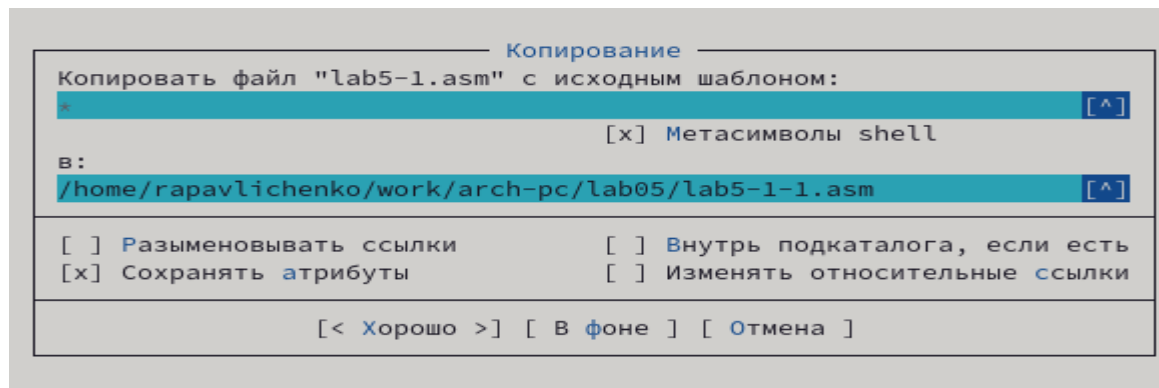 Копирование
Копировать файл "lab5-1.asm" с исходным шаблоном:
* [^]
[x] Метасимволы shell
в:
/home/rapavlichenko/work/arch-pc/lab05/lab5-1-1.asm [^]
[ ] Разыменовывать ссылки [ ] Внутрь подкаталога, если есть
[x] Сохранять атрибуты [ ] Изменять относительные ссылки
[< Хорошо >] [ В фоне ] [ Отмена ]